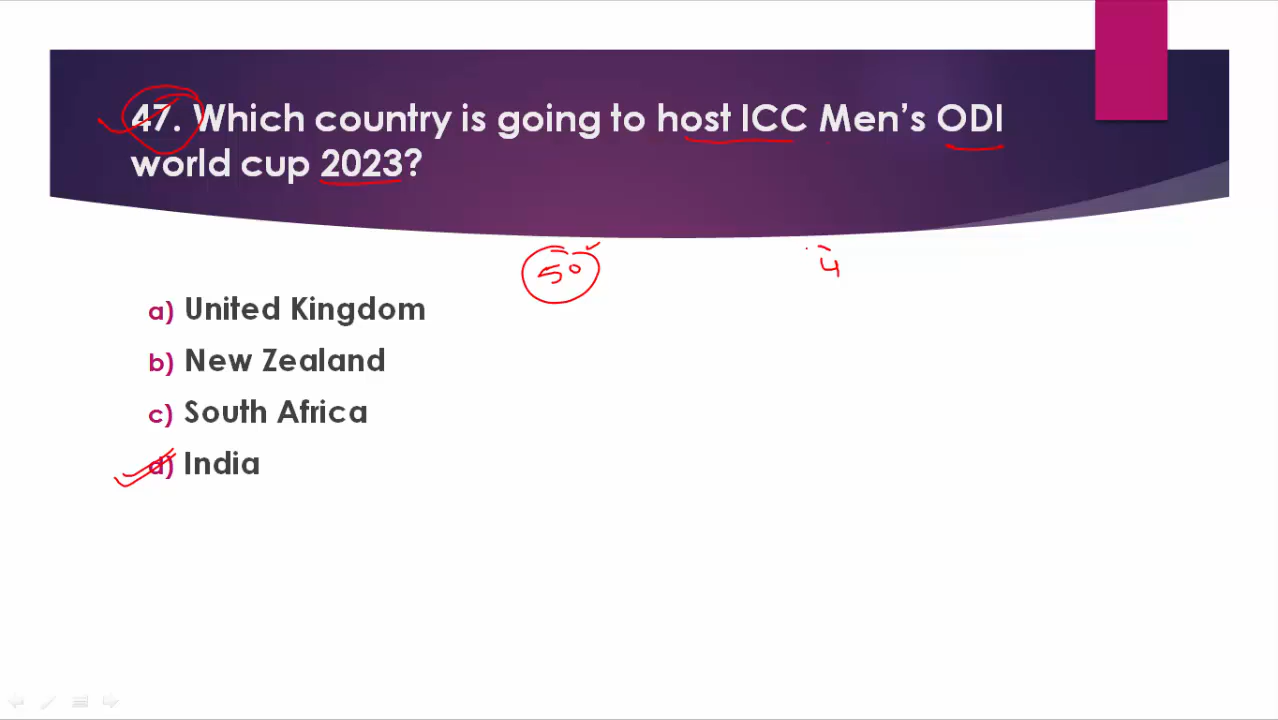 47. Which country is going to host ICC Men's ODI
world cup 2023?
50
4
a) United Kingdom
b) New Zealand
c) South Africa
d) India